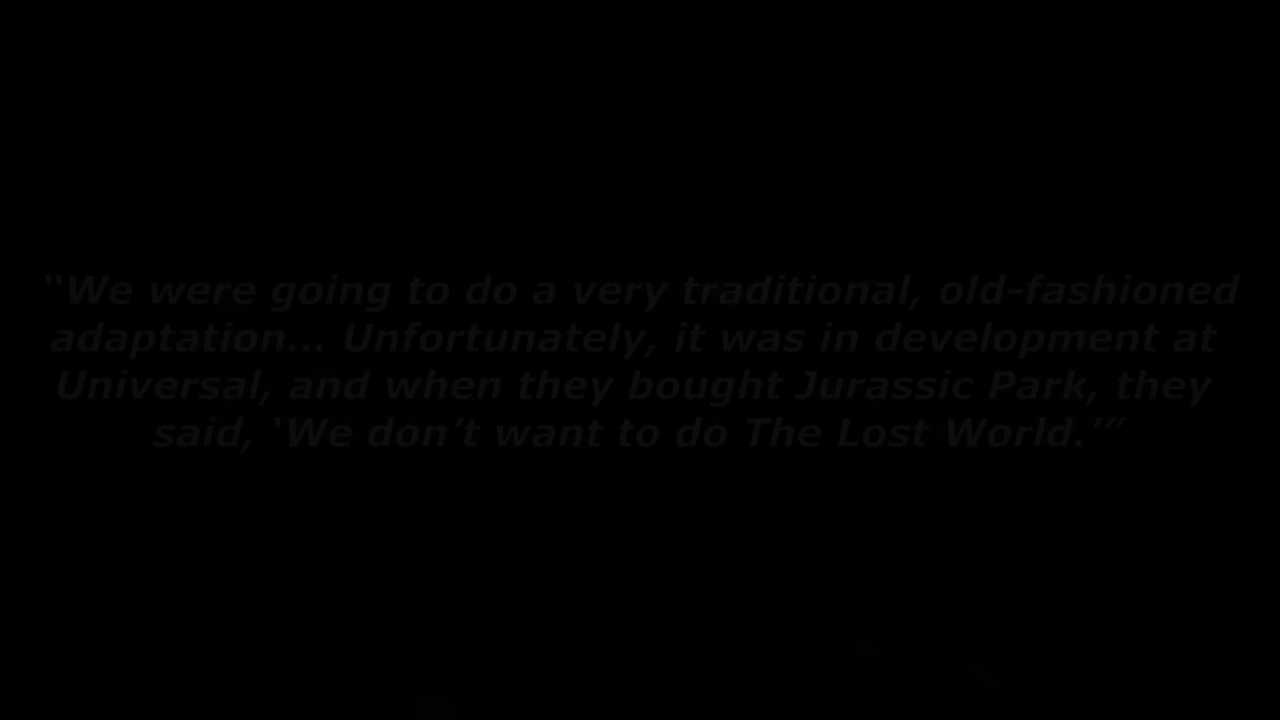 “We were going to do a very traditional, old-fashioned
adaptation... Unfortunately, it was in development at
Universal, and when they bought Jurassic Park, they
said, ‘We don’t want to do The Lost World.’”